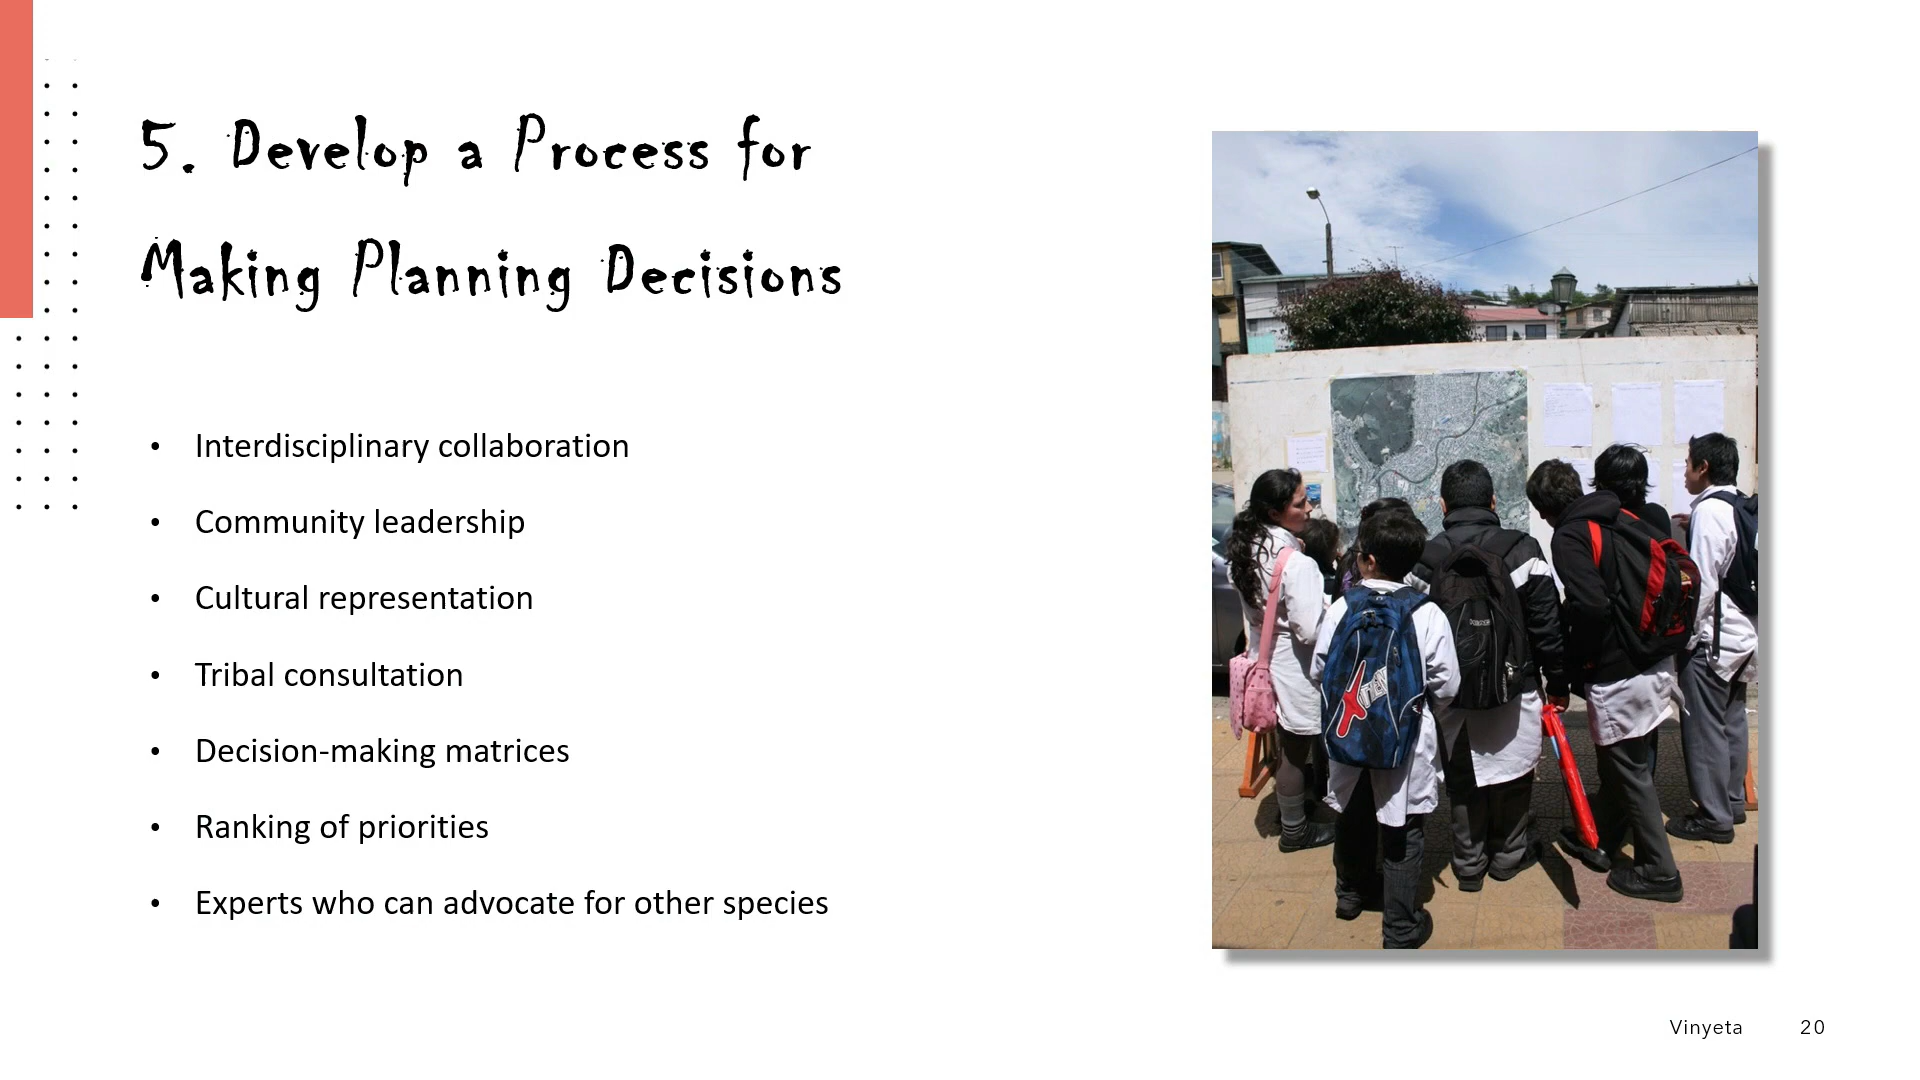 5. Develop a Process for
Making Planning Decisions
• Interdisciplinary collaboration
• Community leadership
• Cultural representation
• Tribal consultation
• Decision-making matrices
• Ranking of priorities
• Experts who can advocate for other species
Vinyeta 20